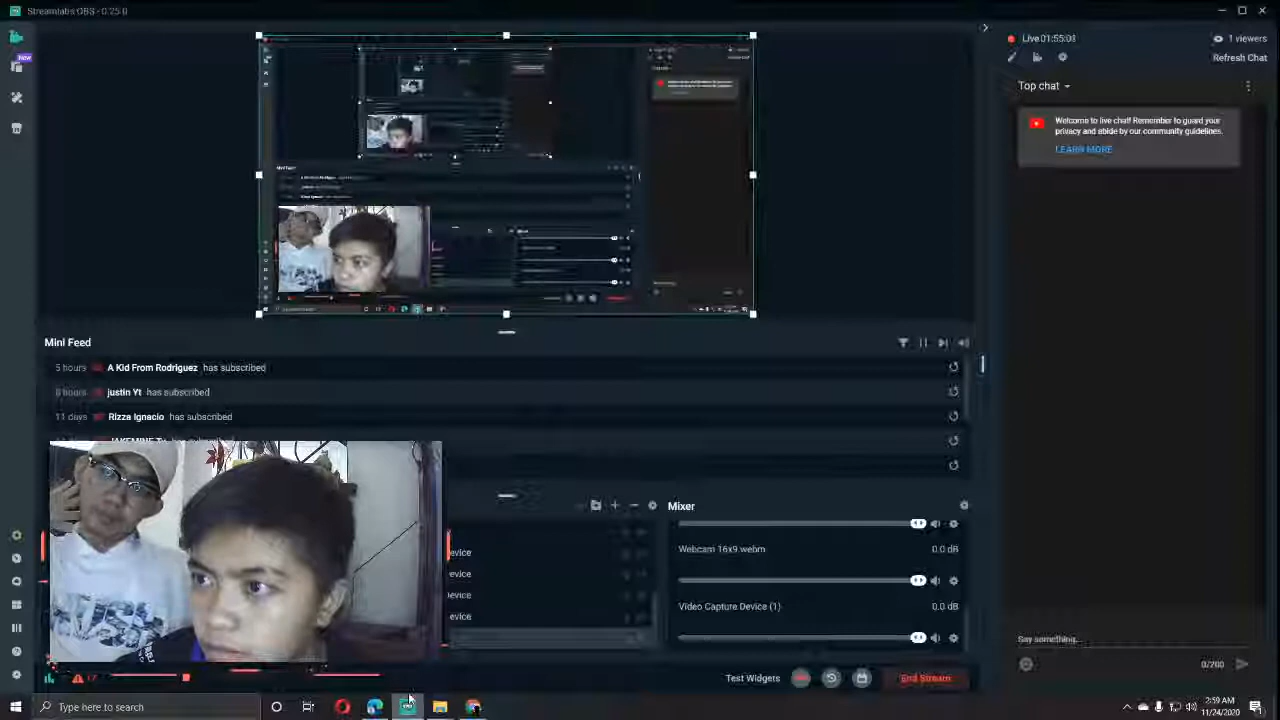 Streamlabs OBS - 0.25.0
New
Live 01:55:08
1 viewers
Refresh Chat
Top chat
Welcome to live chat! Remember to guard your
privacy and abide by our community guidelines.
LEARN MORE
Mini Feed
5 hours A Kid From Rodriguez has subscribed
8 hours justin Yt has subscribed
11 days Rizza Ignacio has subscribed
Mixer
evice
Webcam 16x9.webm 0.0 dB
evice
evice
Video Capture Device (1) 0.0 dB
evice
Say something...
0/200
17
Test Widgets
End Stream
Type here to search
2:59 AM
11/24/2020